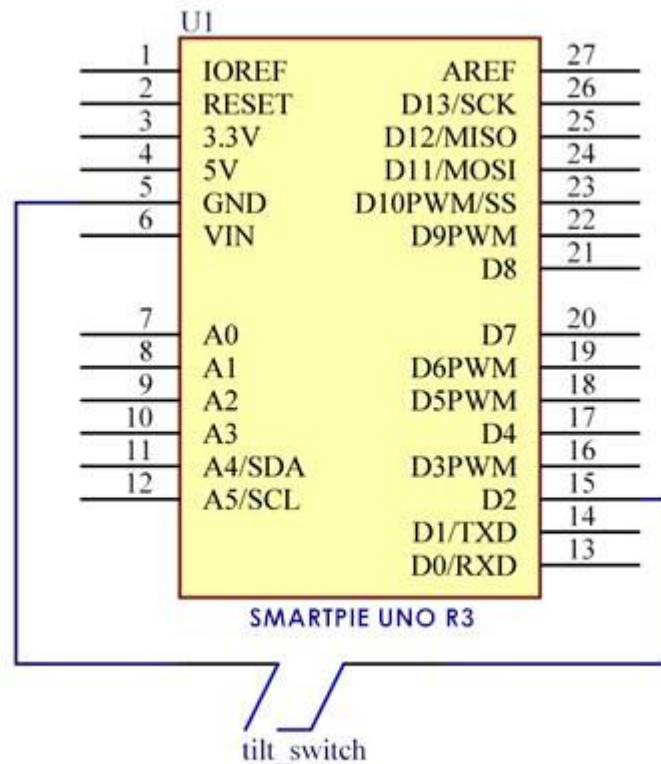 U1
1 IOREF AREF 27
2 RESET D13/SCK 26
3 3.3V D12/MISO 25
4 5V D11/MOSI 24
5 GND D10PWM/SS 23
6 VIN D9PWM 22
D8 21
7 A0 D7 20
8 A1 D6PWM 19
9 A2 D5PWM 18
10 A3 D4 17
11 A4/SDA D3PWM 16
12 A5/SCL D2 15
D1/TXD 14
D0/RXD 13
SMARTPIE UNO R3
tilt_switch